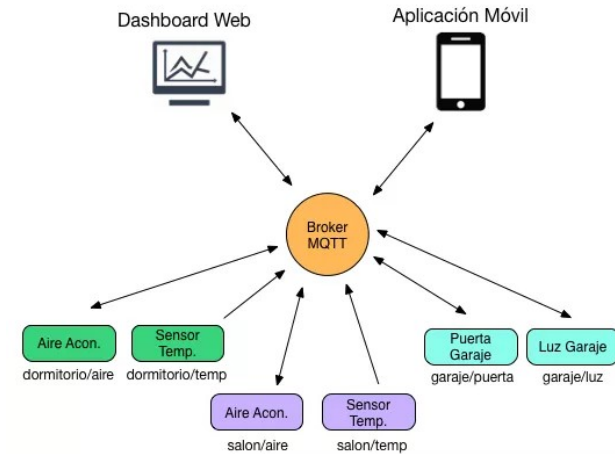 Dashboard Web
Aplicación Móvil
Broker
MQTT
Aire Acon.
Sensor
Temp.
dormitorio/aire
dormitorio/temp
Puerta
Garaje
Luz Garaje
garaje/puerta
garaje/luz
Aire Acon.
Sensor
Temp.
salon/aire
salon/temp